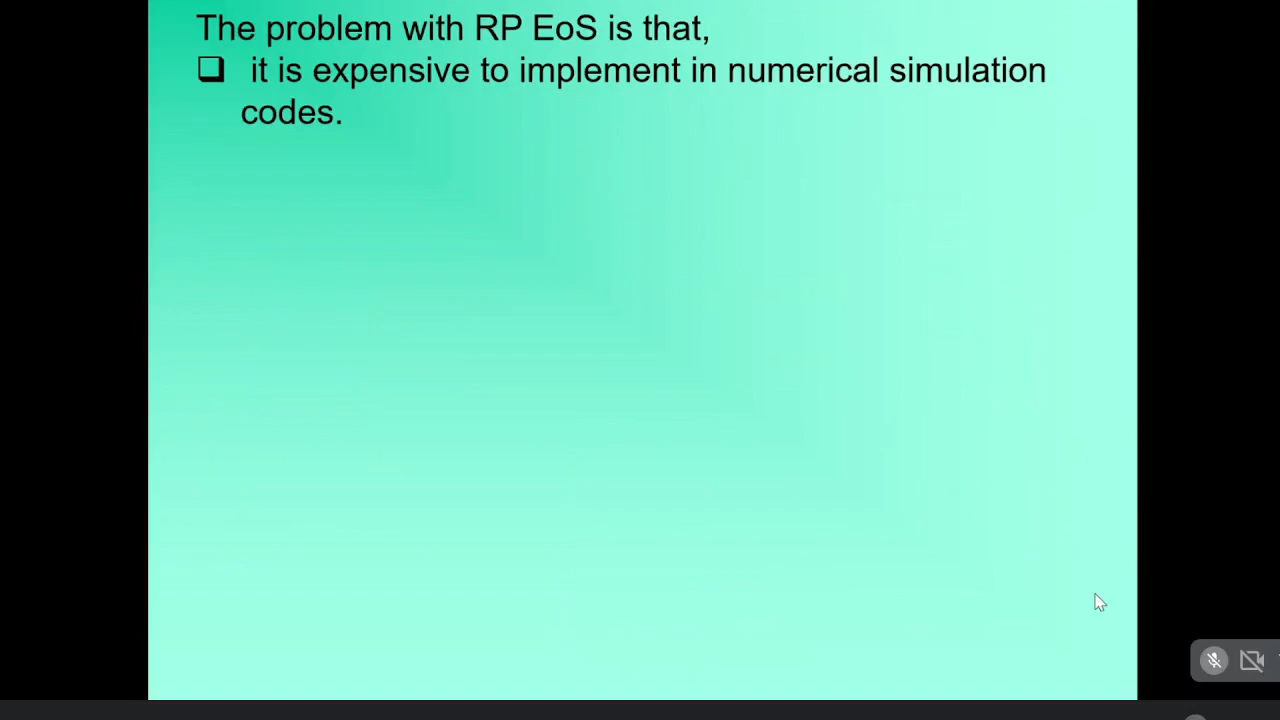 The problem with RP EoS is that,
❑ it is expensive to implement in numerical simulation
codes.